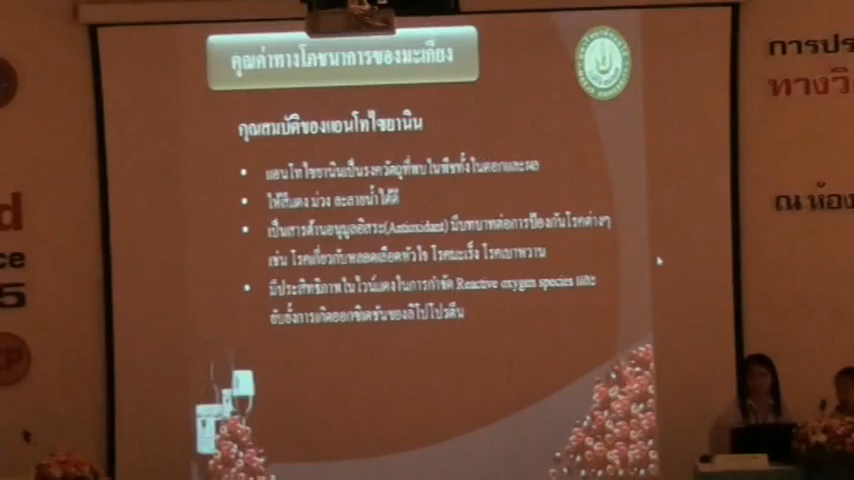 คุณค่าทางโภชนาการของมะเกี๋ยง
การประ
ทางวิ
คุณสมบัติของแอนโทไซยานิน
• แอนโทไซยานินเป็นรงควัตถุที่พบในพืชทั้งในดอกและผล
• ให้สีแดง ม่วง ละลายน้ำได้ดี
ณ ห้อง
• เป็นสารต้านอนุมูลอิสระ(Antioxidant) มีบทบาทต่อการป้องกันโรคต่างๆ
เช่น โรคเกี่ยวกับหลอดเลือดหัวใจ โรคมะเร็ง โรคเบาหวาน
• มีประสิทธิภาพในไวน์แดงในการกำจัด Reactive oxygen species และ
ยับยั้งการเกิดออกซิเดชันของลิโปโปรตีน
d
ce
5